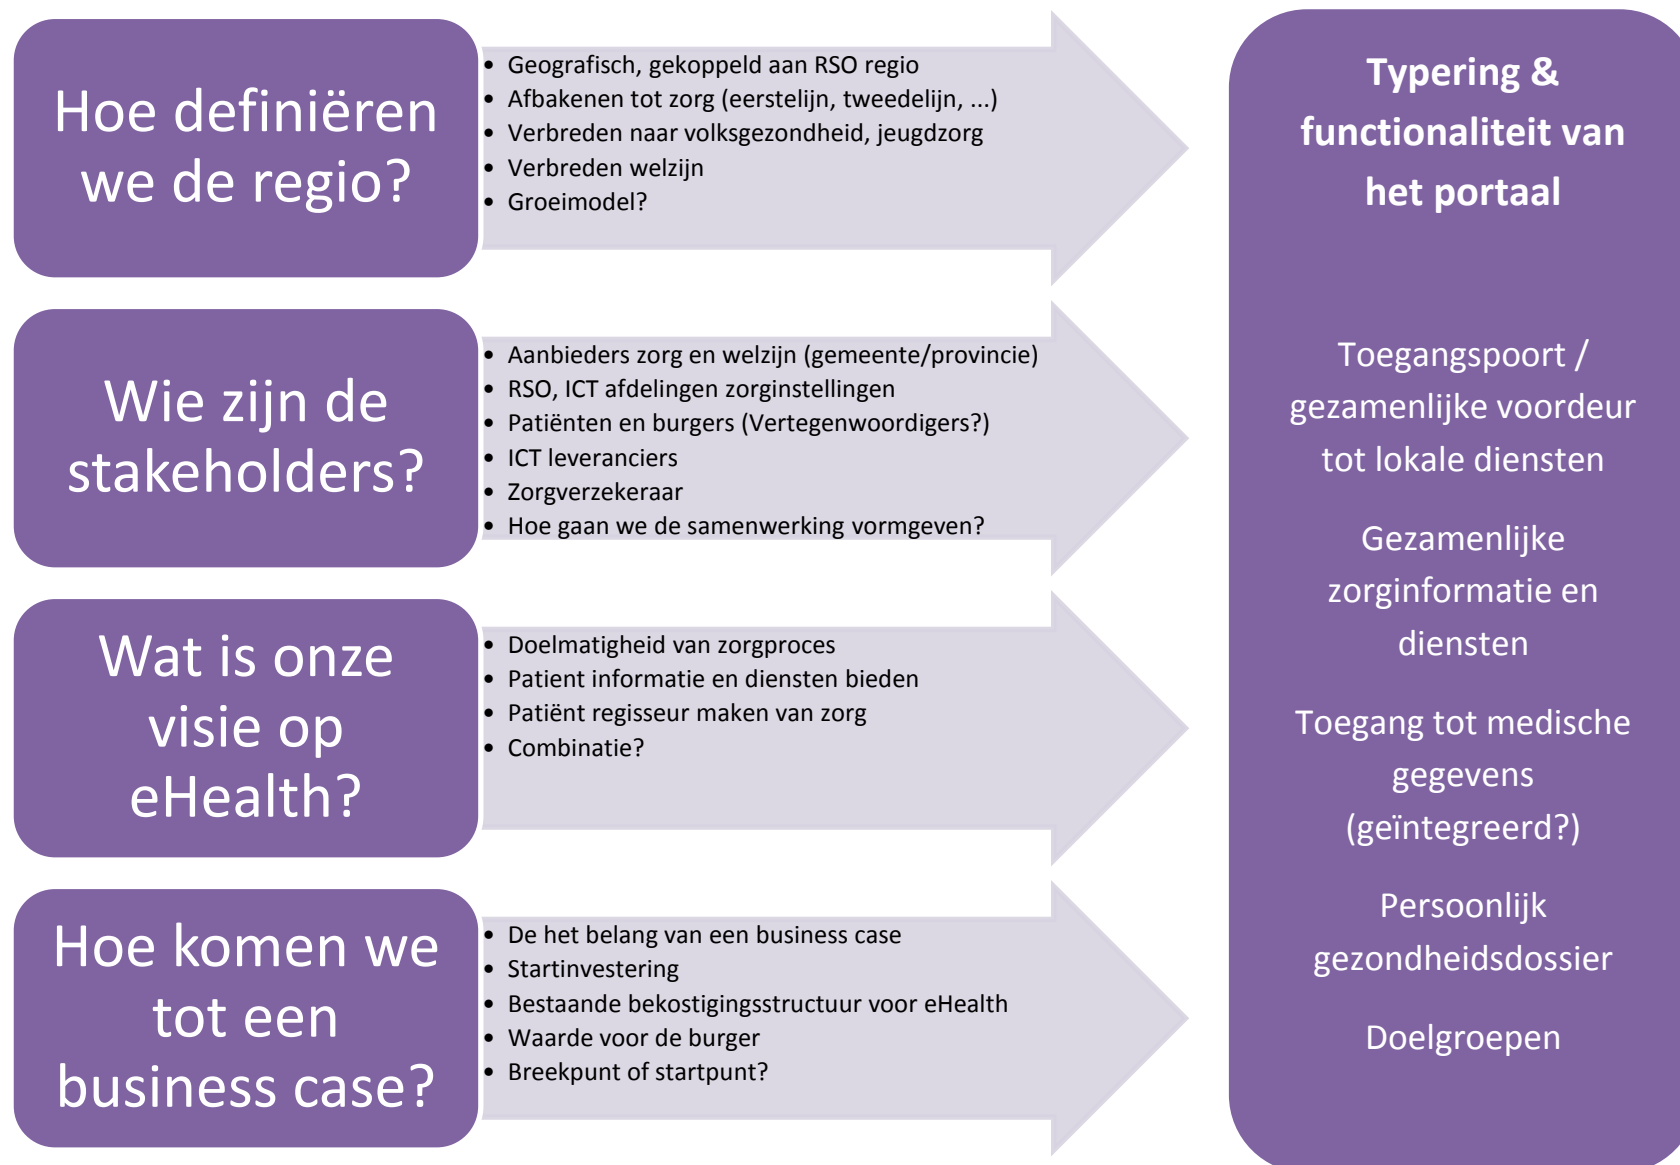 Hoe definiëren
we de regio?
• Geografisch, gekoppeld aan RSO regio
• Afbakenen tot zorg (eerstelijn, tweedelijn, ...)
• Verbreden naar volksgezondheid, jeugdzorg
• Verbreden welzijn
• Groeimodel?
Wie zijn de
stakeholders?
• Aanbieders zorg en welzijn (gemeente/provincie)
• RSO, ICT afdelingen zorginstellingen
• Patiënten en burgers (Vertegenwoordigers?)
• ICT leveranciers
• Zorgverzekeraar
• Hoe gaan we de samenwerking vormgeven?
Wat is onze
visie op
eHealth?
• Doelmatigheid van zorgproces
• Patient informatie en diensten bieden
• Patiënt regisseur maken van zorg
• Combinatie?
Hoe komen we
tot een
business case?
• De het belang van een business case
• Startinvestering
• Bestaande bekostigingsstructuur voor eHealth
• Waarde voor de burger
• Breekpunt of startpunt?
Typering &
functionaliteit van
het portaal
Toegangspoort /
gezamenlijke voordeur
tot lokale diensten
Gezamenlijke
zorginformatie en
diensten
Toegang tot medische
gegevens
(geïntegreerd?)
Persoonlijk
gezondheidsdossier
Doelgroepen